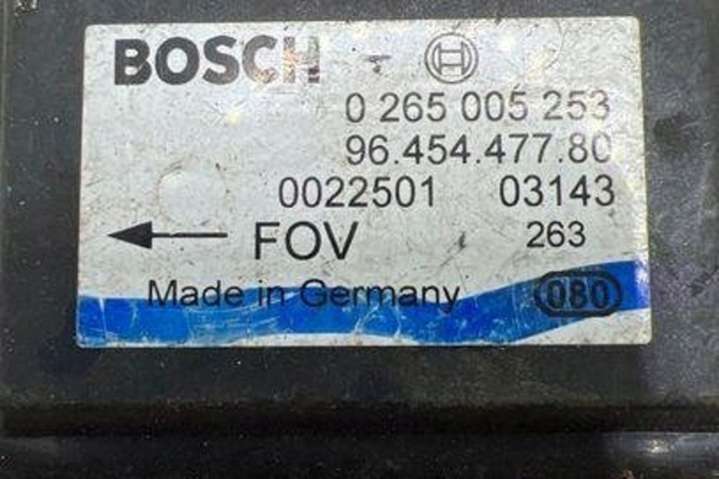 BOSCH
0 265 005 253
96.454.477.80
0022501 03143
FOV 263
Made in Germany 080